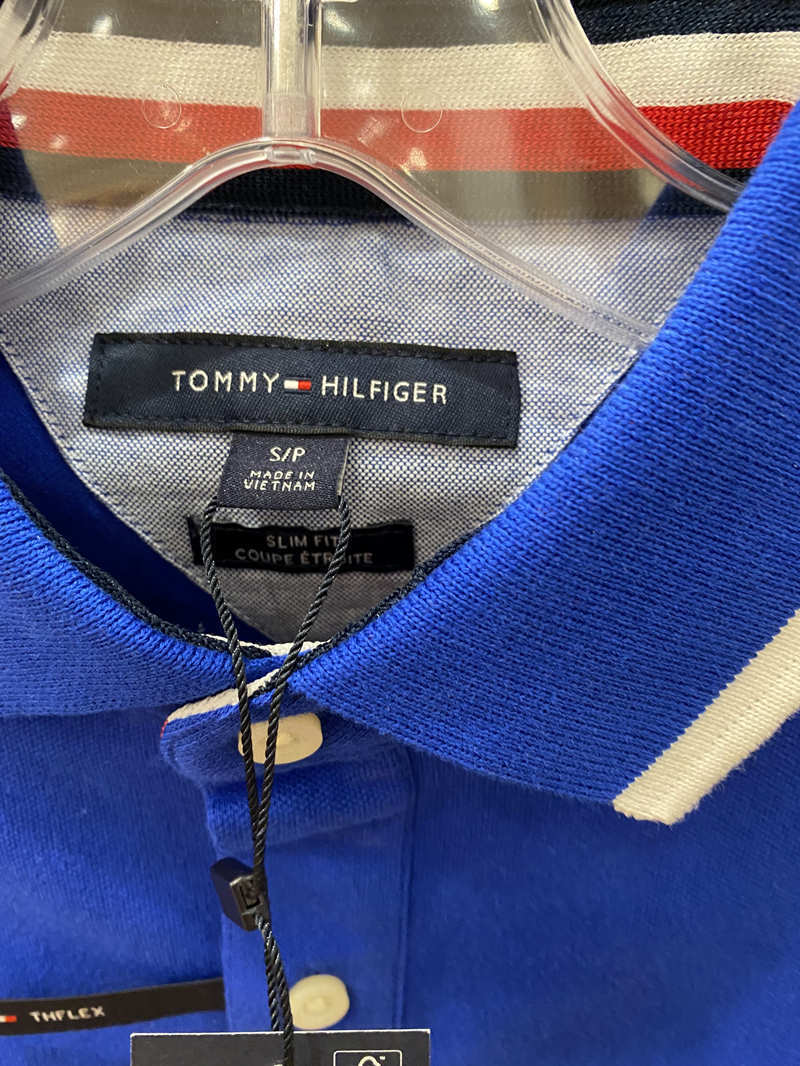 TOMMY HILFIGER
S/P
MADE IN
VIETNAM
SLIM FIT
COUPE ÉTROITE
THFLEX